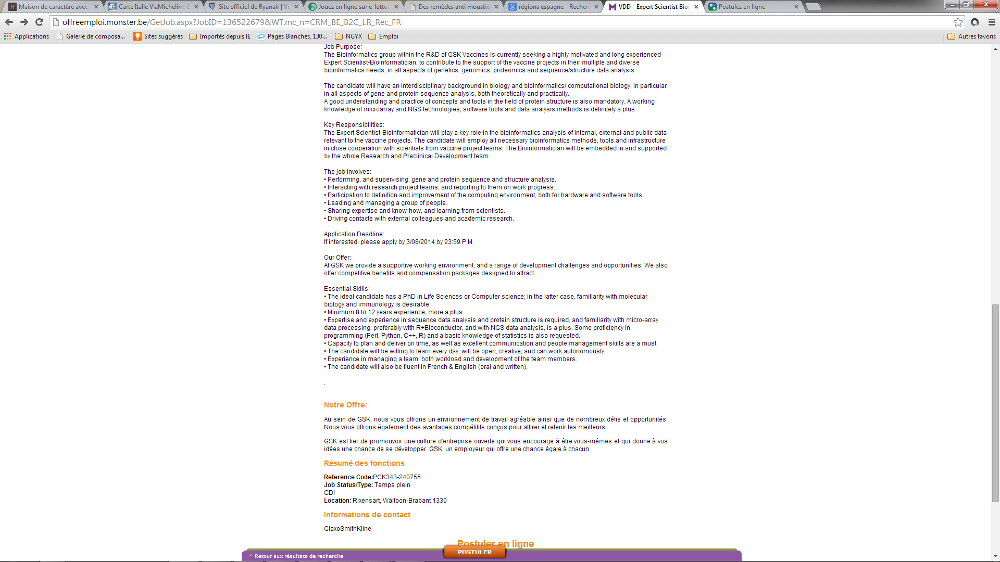 Maison de caractère avec
Carte Italie ViaMichelin : C
Site officiel de Ryanair | Vo
Jouez en ligne sur e-lotto.
Des remèdes anti moustiq
régions espagne - Recherc
VDD - Expert Scientist Bioi
Postulez en ligne
offreemploi.monster.be/GetJob.aspx?JobID=136522679&WT.mc_n=CRM_BE_B2C_LR_Rec_FR
Applications
Galerie de composa...
Sites suggérés
Importés depuis IE
Pages Blanches, 130...
NGYX
Emploi
Autres favoris
Job Purpose:
The Bioinformatics group within the R&D of GSK Vaccines is currently seeking a highly motivated and long experienced
Expert Scientist-Bioinformatician, to contribute to the support of the vaccine projects in their multiple and diverse
bioinformatics needs, in all aspects of genetics, genomics, proteomics and sequence/structure data analysis.
The candidate will have an interdisciplinary background in biology and bioinformatics/ computational biology, in particular
in all aspects of gene and protein sequence analysis, both theoretically and practically.
A good understanding and practice of concepts and tools in the field of protein structure is also mandatory. A working
knowledge of microarray and NGS technologies, software tools and data analysis methods is definitely a plus.
Key Responsibilities:
The Expert Scientist-Bioinformatician will play a key role in the bioinformatics analysis of internal, external and public data
relevant to the vaccine projects. The candidate will employ all necessary bioinformatics methods, tools and infrastructure
in close cooperation with scientists from vaccine project teams. The Bioinformatician will be embedded in and supported
by the whole Research and Preclinical Development team.
The job involves:
• Performing, and supervising, gene and protein sequence and structure analysis.
• Interacting with research project teams, and reporting to them on work progress.
• Participation to definition and improvement of the computing environment, both for hardware and software tools.
• Leading and managing a group of people.
• Sharing expertise and know-how, and learning from scientists.
• Driving contacts with external colleagues and academic research.
Application Deadline:
If interested, please apply by 3/08/2014 by 23:59 P.M.
Our Offer:
At GSK we provide a supportive working environment, and a range of development challenges and opportunities. We also
offer competitive benefits and compensation packages designed to attract.
Essential Skills:
• The ideal candidate has a PhD in Life Sciences or Computer science; in the latter case, familiarity with molecular
biology and immunology is desirable.
• Minimum 8 to 12 years experience, more a plus.
• Expertise and experience in sequence data analysis and protein structure is required, and familiarity with micro-array
data processing, preferably with R+Bioconductor, and with NGS data analysis, is a plus. Some proficiency in
programming (Perl, Python, C++, R) and a basic knowledge of statistics is also requested.
• Capacity to plan and deliver on time, as well as excellent communication and people management skills are a must.
• The candidate will be willing to learn every day, will be open, creative, and can work autonomously.
• Experience in managing a team, both workload and development of the team members.
• The candidate will also be fluent in French & English (oral and written).
.
Notre Offre:
Au sein de GSK, nous vous offrons un environnement de travail agréable ainsi que de nombreux défis et opportunités.
Nous vous offrons également des avantages compétitifs conçus pour attirer et retenir les meilleurs.
GSK est fier de promouvoir une culture d'entreprise ouverte qui vous encourage à être vous-mêmes et qui donne à vos
idées une chance de se développer. GSK, un employeur qui offre une chance égale à chacun.
Résumé des fonctions
Reference Code:PCK343-240755
Job Status/Type: Temps plein
CDI
Location: Rixensart, Walloon-Brabant 1330
Informations de contact
GlaxoSmithKline
Postuler en ligne
POSTULER
Retour aux résultats de recherche